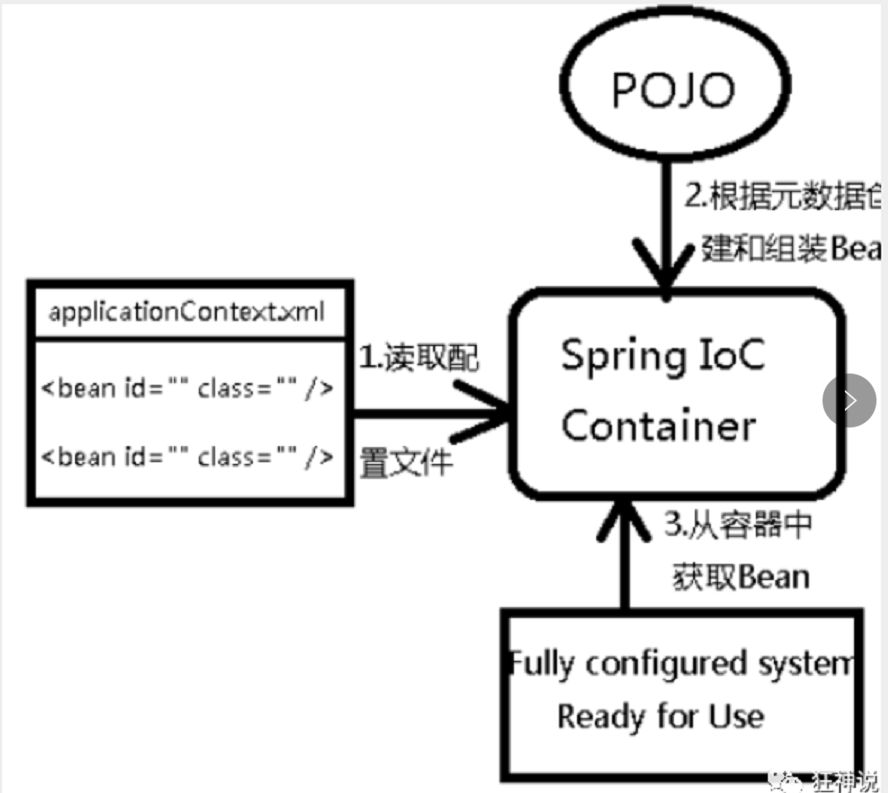 POJO
2.根据元数据创
建和组装Bea
applicationContext.xml
<bean id="" class="" />
<bean id="" class="" />
1.读取配
置文件
Spring IoC
Container
3.从容器中
获取Bean
Fully configured system
Ready for Use
狂神说